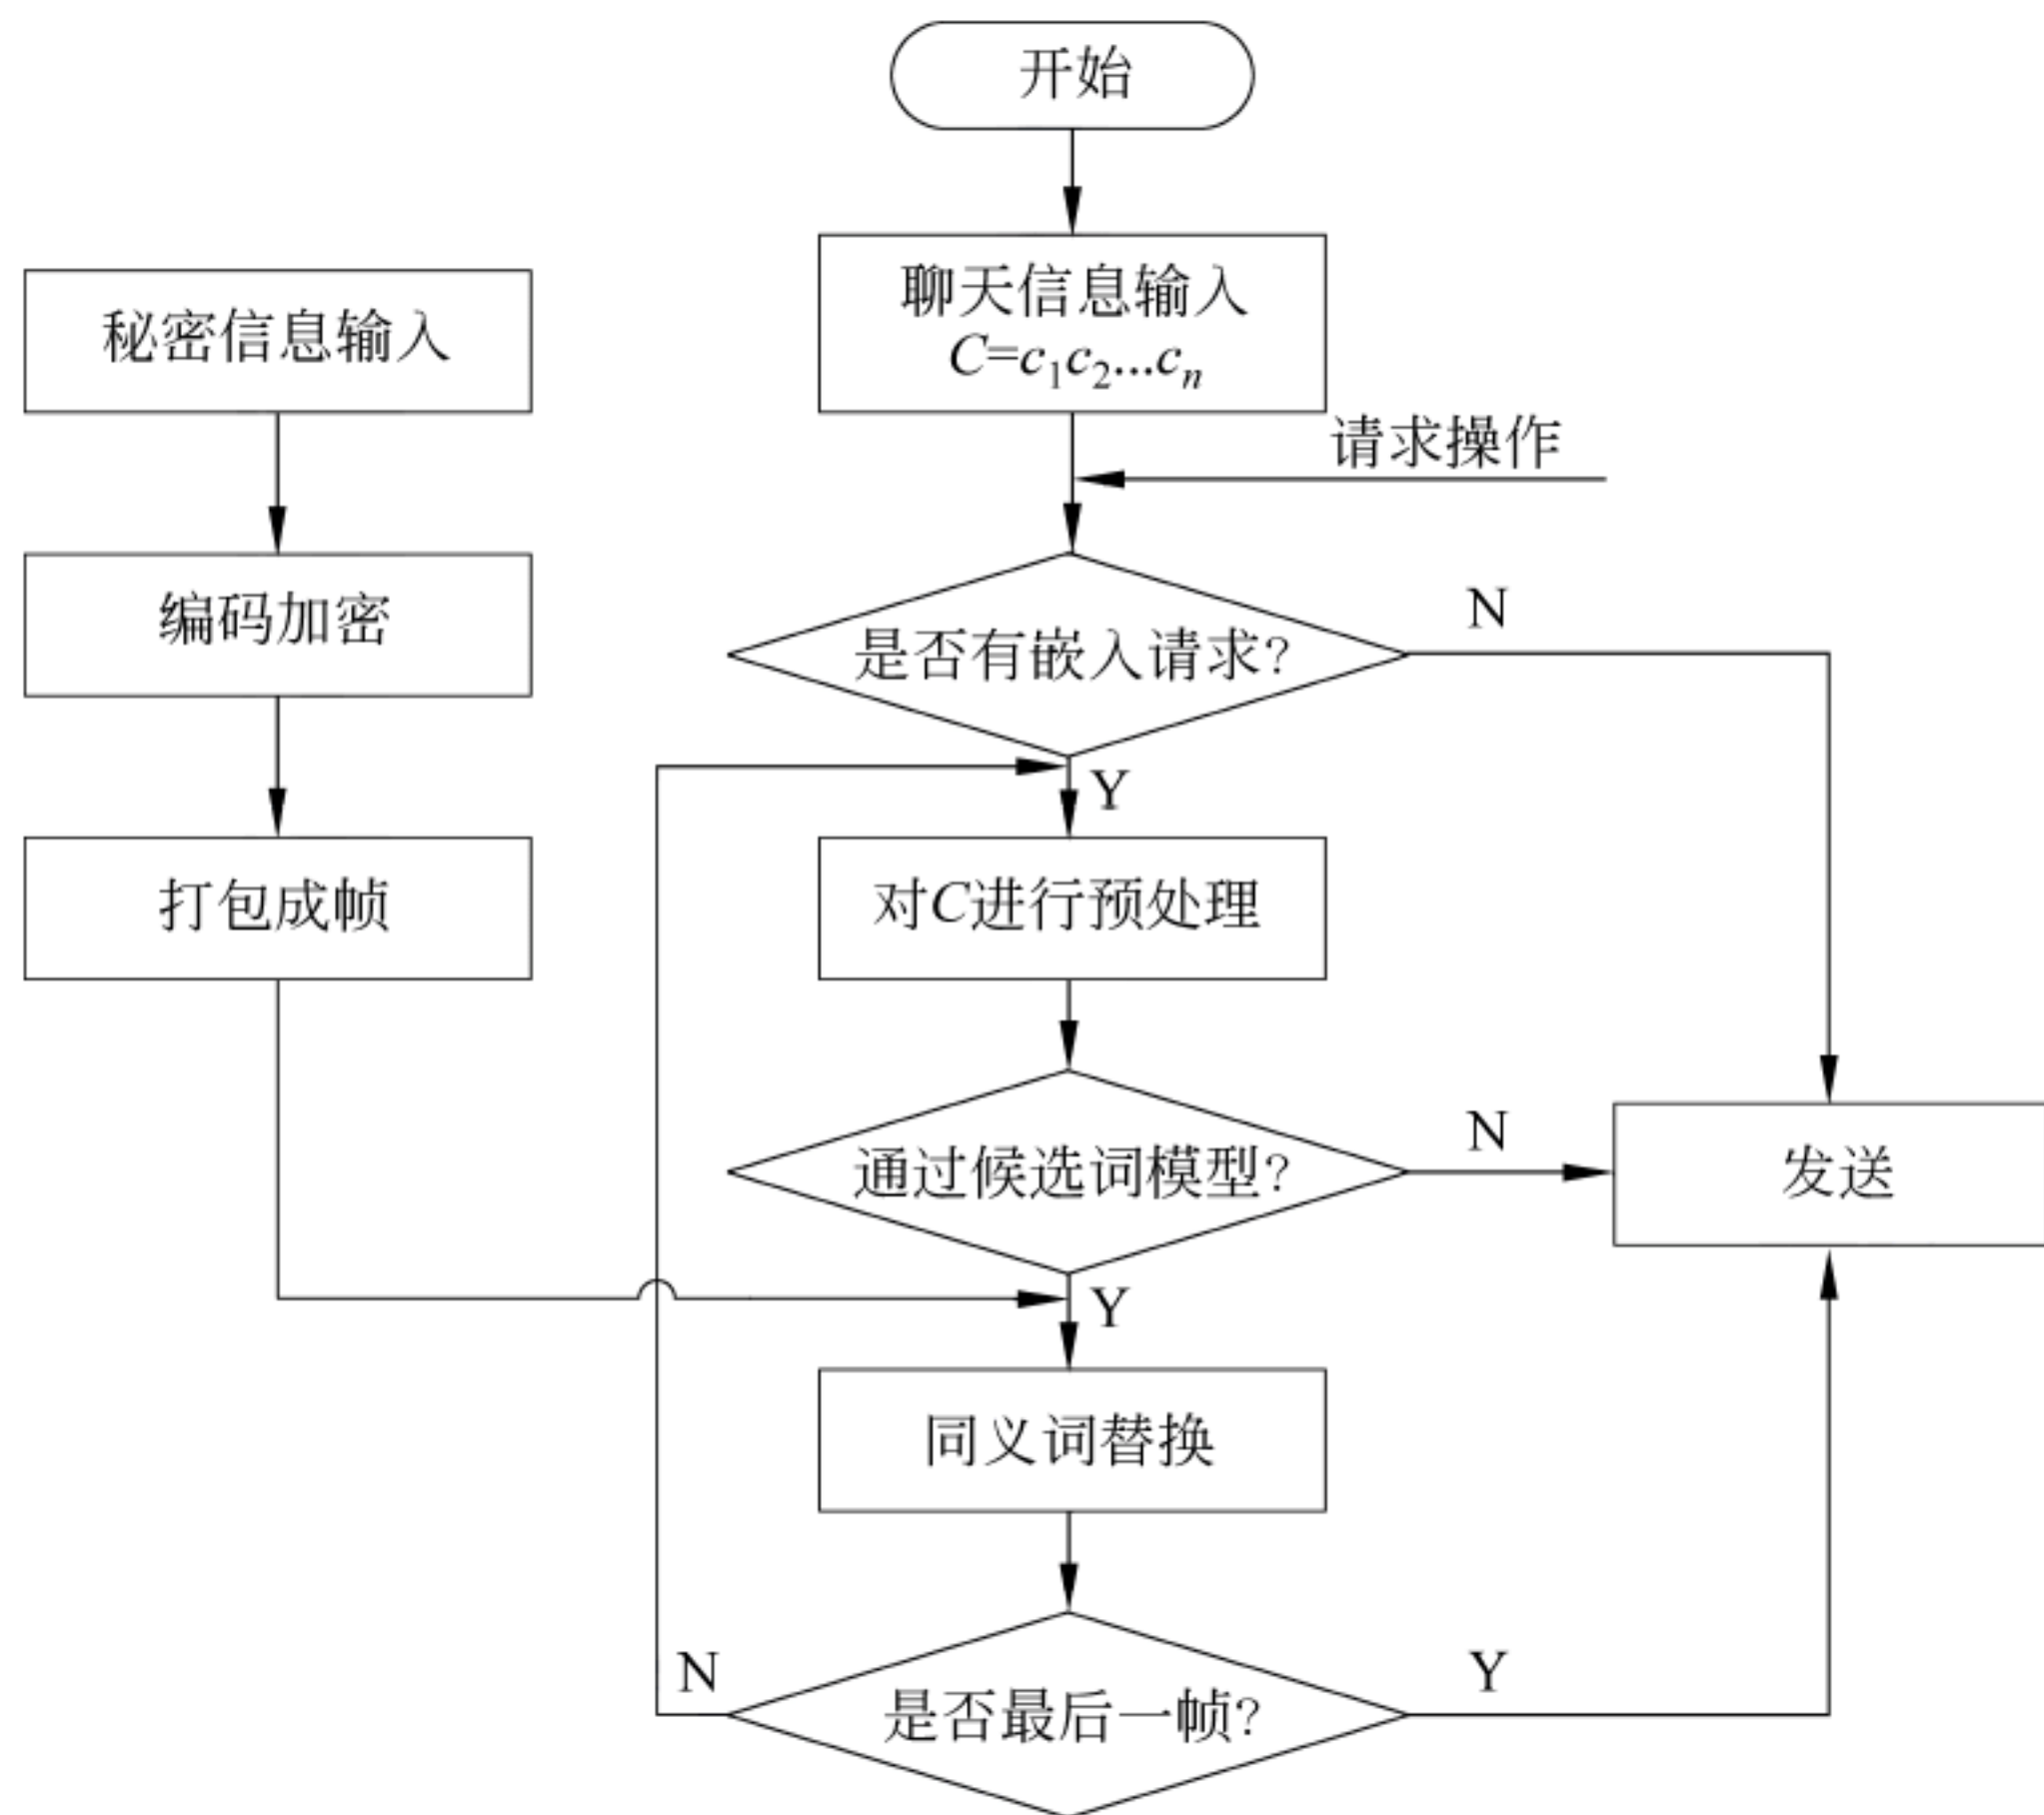 开始
聊天信息输入
C=c₁c₂...cₙ
请求操作
秘密信息输入
编码加密
打包成帧
是否有嵌入请求?
N
Y
对C进行预处理
通过候选词模型?
N
Y
发送
同义词替换
是否最后一帧?
N
Y